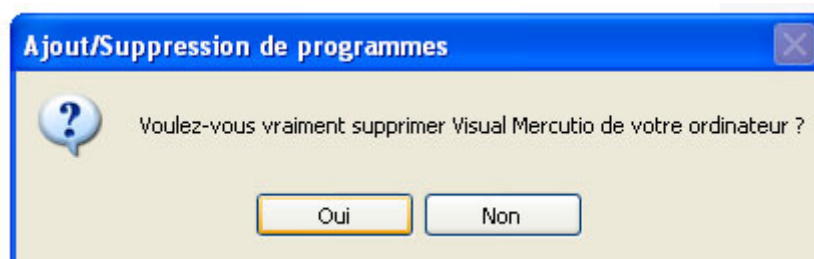 Ajout/Suppression de programmes
Voulez-vous vraiment supprimer Visual Mercutio de votre ordinateur ?
Oui
Non